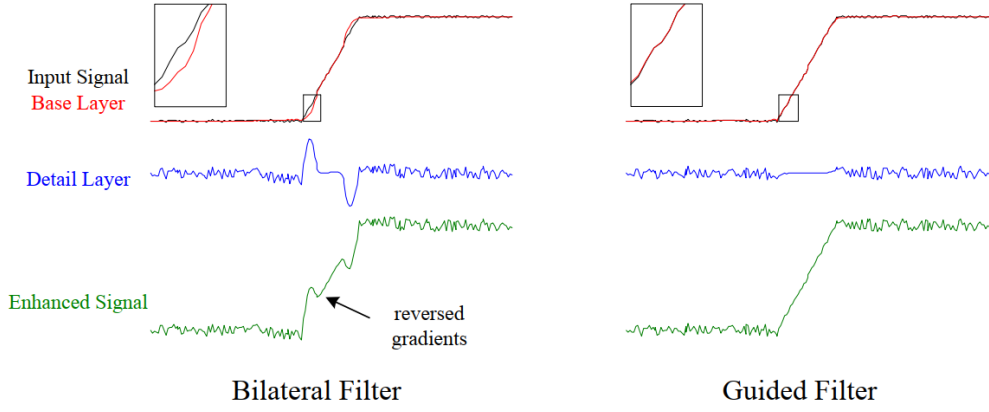 Input Signal
Base Layer
Detail Layer
Enhanced Signal
reversed
gradients
Bilateral Filter
Guided Filter